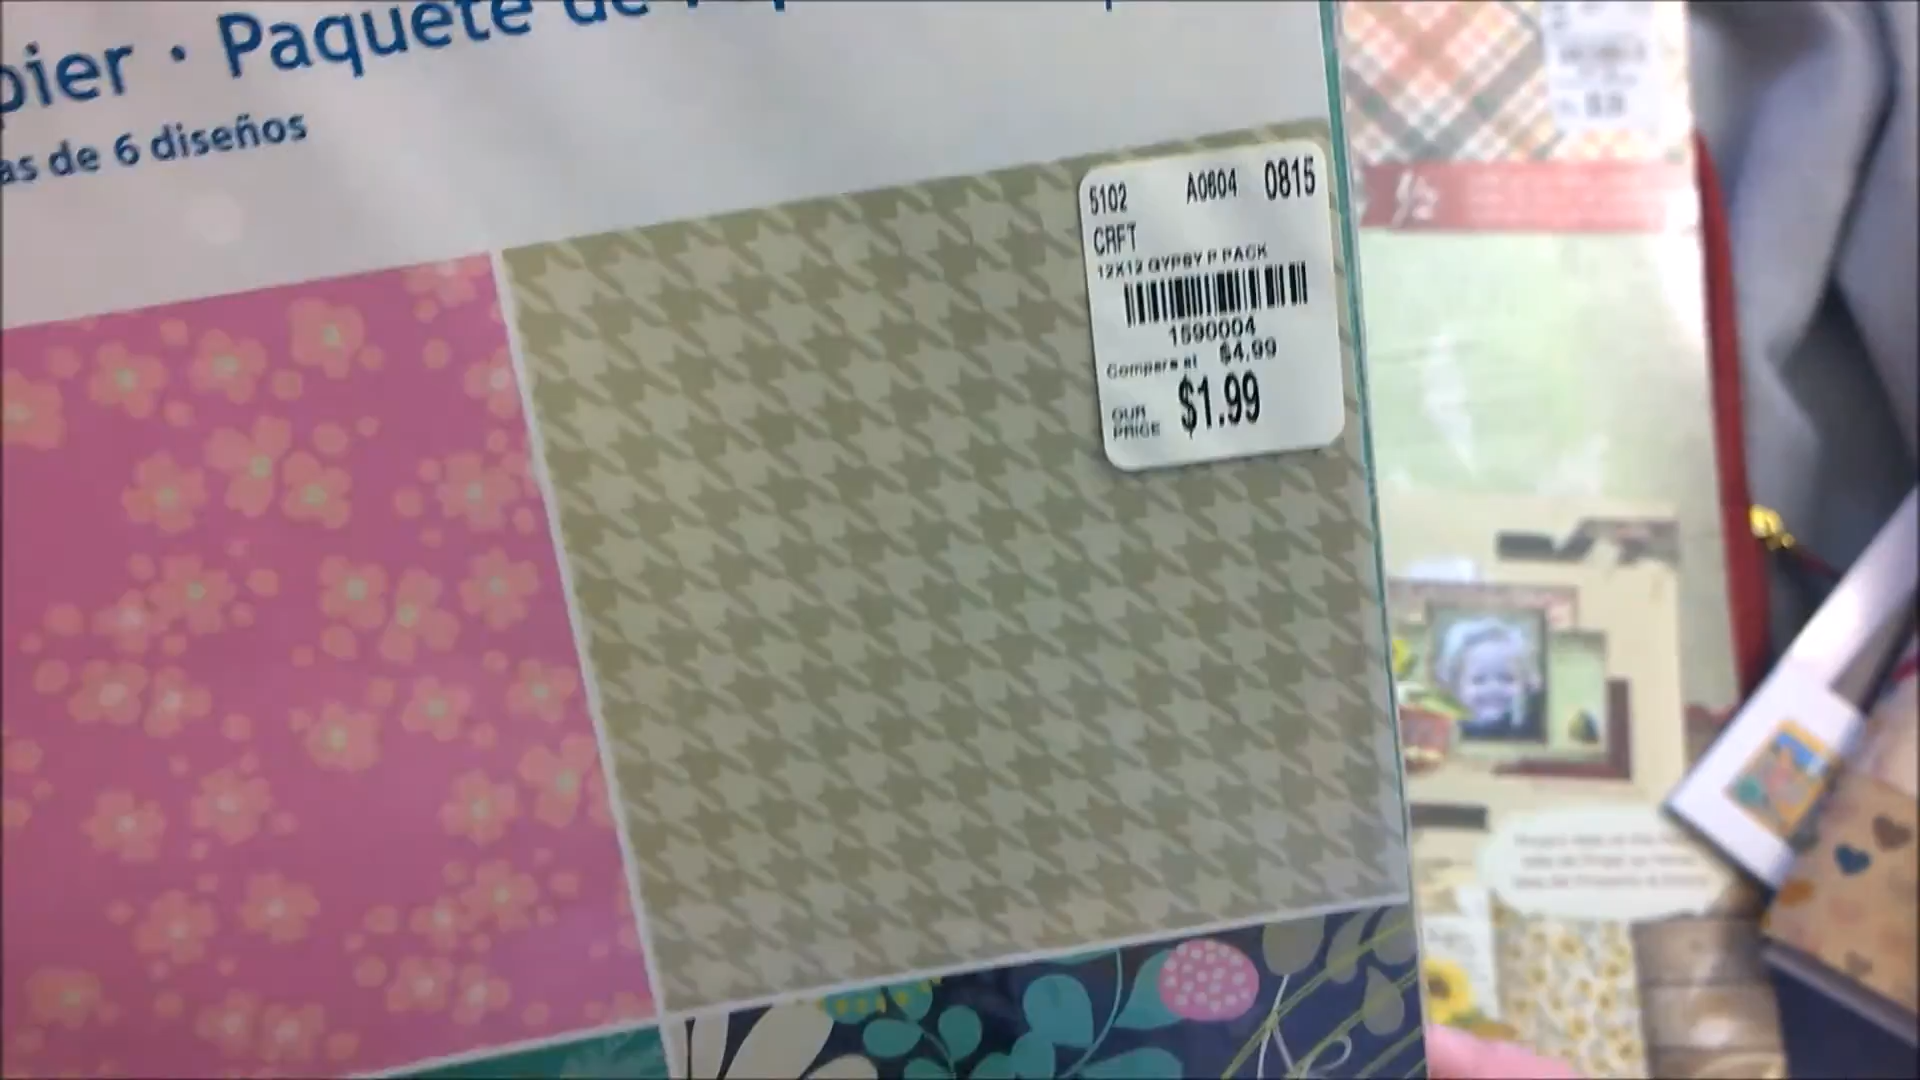 pier · Paquete de
as de 6 diseños
5102 A0604 0815
CRFT
12X12 GYPSY P PACK
1590004
Compare at $4.99
OUR PRICE $1.99